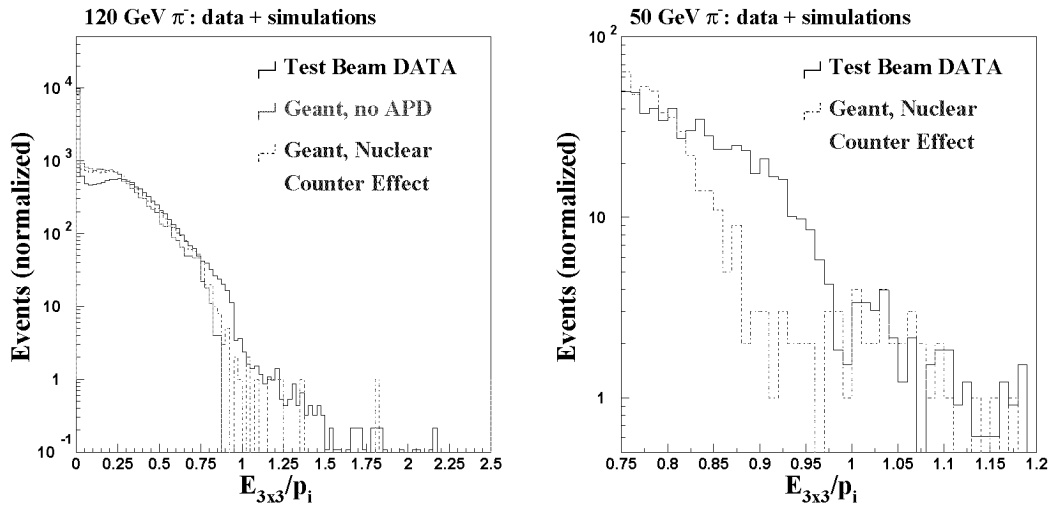 120 GeV π⁻: data + simulations
Events (normalized)
10⁴
10³
10²
10
1
10⁻¹
Test Beam DATA
Geant, no APD
Geant, Nuclear
Counter Effect
0 0.25 0.5 0.75 1 1.25 1.5 1.75 2 2.25 2.5
E₃ₓ₃/pᵢ
50 GeV π⁻: data + simulations
Events (normalized)
10²
10
1
Test Beam DATA
Geant, Nuclear
Counter Effect
0.75 0.8 0.85 0.9 0.95 1 1.05 1.1 1.15 1.2
E₃ₓ₃/pᵢ